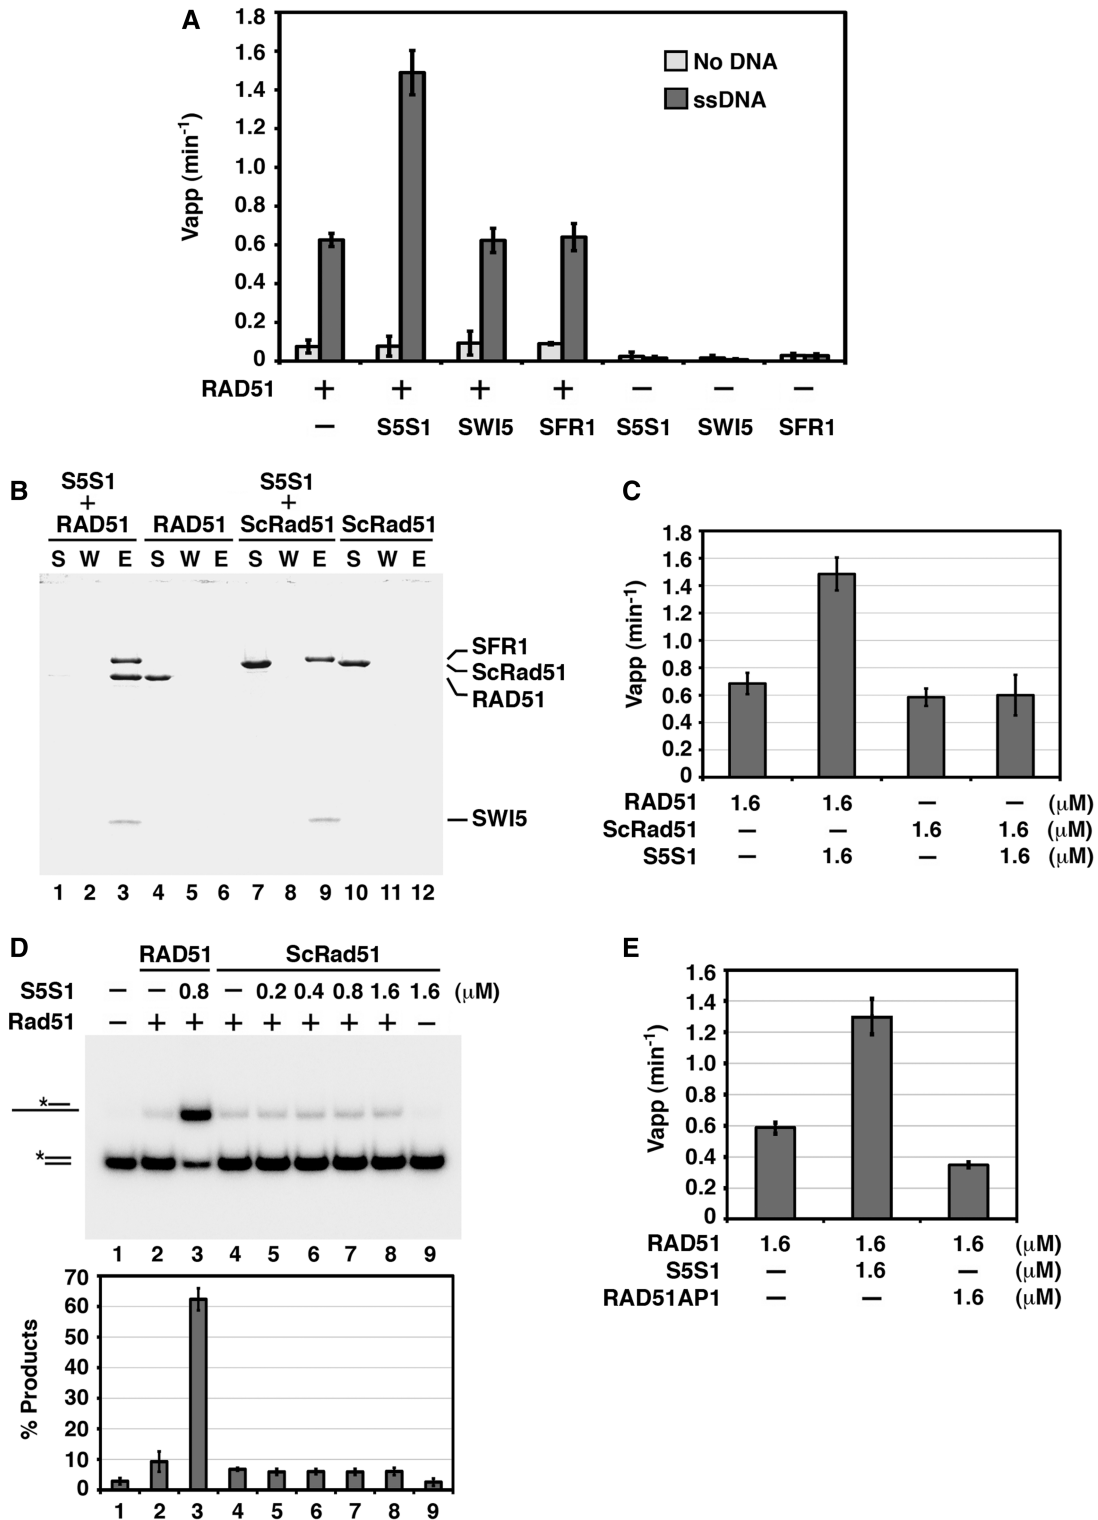 A
1.8
1.6
1.4
1.2
1.0
0.8
0.6
0.4
0.2
0
Vapp (min-1)
No DNA
ssDNA
RAD51 + + + + − − −
− S5S1 SWI5 SFR1 S5S1 SWI5 SFR1
B
S5S1 + RAD51
RAD51
S5S1 + ScRad51
ScRad51
S W E S W E S W E S W E
SFR1
ScRad51
RAD51
SWI5
1 2 3 4 5 6 7 8 9 10 11 12
C
1.8
1.6
1.4
1.2
1.0
0.8
0.6
0.4
0.2
0
Vapp (min-1)
RAD51 1.6 1.6 − − (μM)
ScRad51 − − 1.6 1.6 (μM)
S5S1 − 1.6 − 1.6 (μM)
D
RAD51 ScRad51
S5S1 − − 0.8 − 0.2 0.4 0.8 1.6 1.6 (μM)
Rad51 − + + + + + + + −
*
*
1 2 3 4 5 6 7 8 9
70
60
50
40
30
20
10
0
% Products
1 2 3 4 5 6 7 8 9
E
1.6
1.4
1.2
1.0
0.8
0.6
0.4
0.2
0
Vapp (min-1)
RAD51 1.6 1.6 1.6 (μM)
S5S1 − 1.6 − (μM)
RAD51AP1 − − 1.6 (μM)